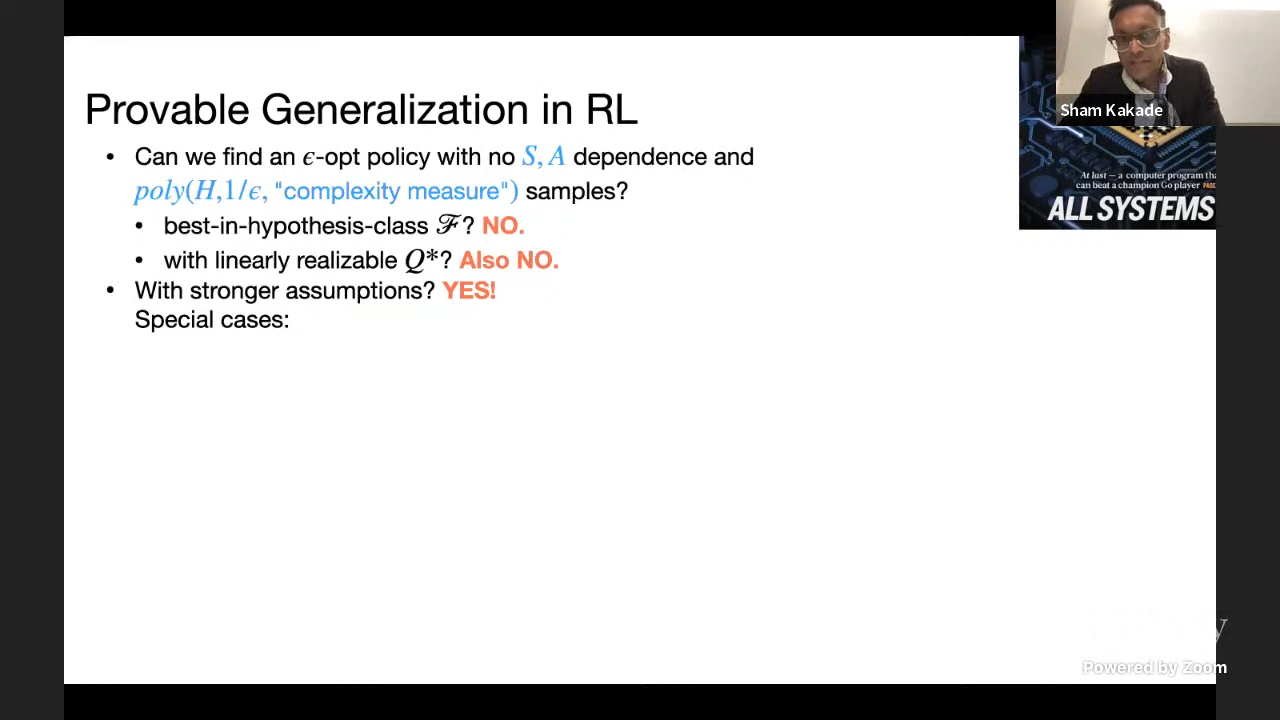 Provable Generalization in RL
• Can we find an ϵ-opt policy with no S, A dependence and
poly(H,1/ϵ, "complexity measure") samples?
• best-in-hypothesis-class ℱ? NO.
• with linearly realizable Q*? Also NO.
• With stronger assumptions? YES!
Special cases:
Sham Kakade
At last — a computer program tha
can beat a champion Go player PAGE
ALL SYSTEMS
y
Powered by Zoom